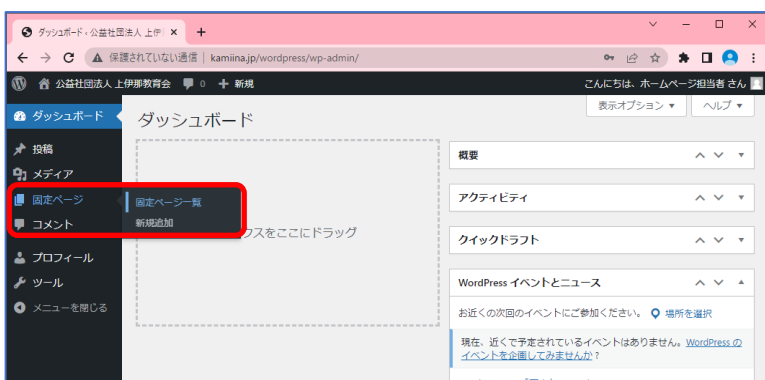 ダッシュボード ‹ 公益社団法人 上伊
保護されていない通信 | kamiina.jp/wordpress/wp-admin/
公益社団法人 上伊那教育会 0 + 新規 こんにちは、ホームページ担当者 さん
表示オプション ▼ ヘルプ ▼
ダッシュボード
投稿
メディア
固定ページ
コメント
プロフィール
ツール
メニューを閉じる
固定ページ一覧
新規追加
ダッシュボード
クスをここにドラッグ
概要
アクティビティ
クイックドラフト
WordPress イベントとニュース
お近くの次回のイベントにご参加ください。 場所を選択
現在、近くで予定されているイベントはありません。WordPress の
イベントを企画してみませんか ?